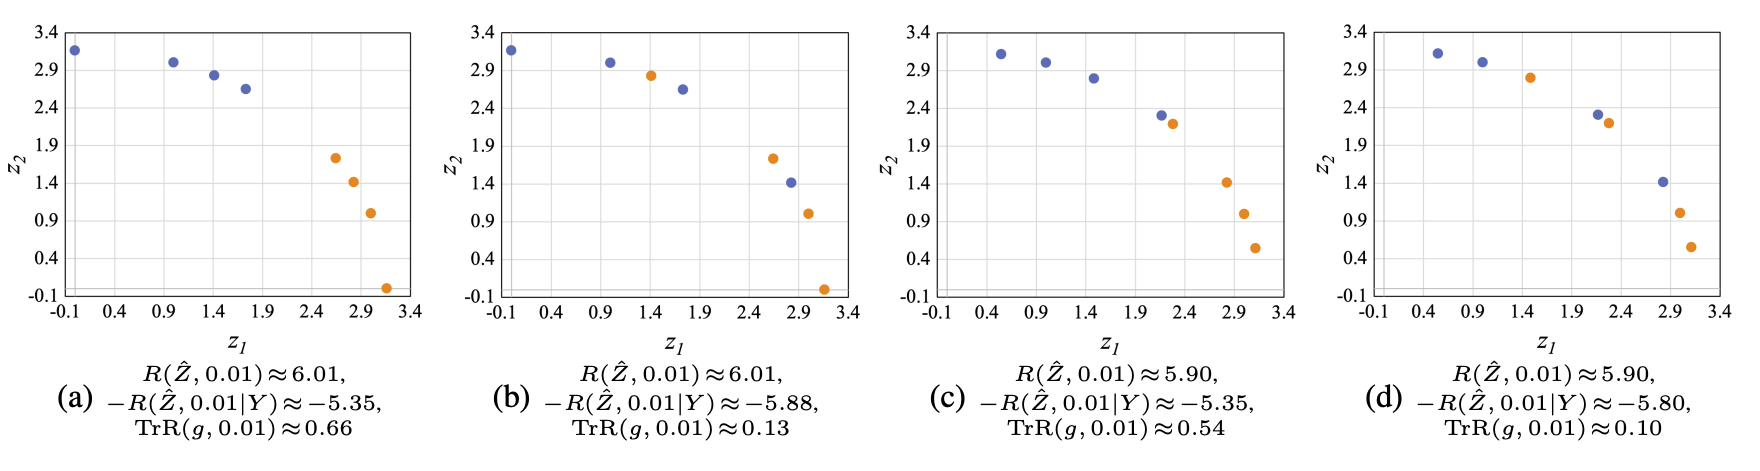 3.4
2.9
2.4
1.9
1.4
0.9
0.4
-0.1
z₂
-0.1 0.4 0.9 1.4 1.9 2.4 2.9 3.4
z₁
(a)
R(Ẑ, 0.01) ≈ 6.01,
−R(Ẑ, 0.01|Y) ≈ −5.35,
TrR(g, 0.01) ≈ 0.66
3.4
2.9
2.4
1.9
1.4
0.9
0.4
-0.1
z₂
-0.1 0.4 0.9 1.4 1.9 2.4 2.9 3.4
z₁
(b)
R(Ẑ, 0.01) ≈ 6.01,
−R(Ẑ, 0.01|Y) ≈ −5.88,
TrR(g, 0.01) ≈ 0.13
3.4
2.9
2.4
1.9
1.4
0.9
0.4
-0.1
z₂
-0.1 0.4 0.9 1.4 1.9 2.4 2.9 3.4
z₁
(c)
R(Ẑ, 0.01) ≈ 5.90,
−R(Ẑ, 0.01|Y) ≈ −5.35,
TrR(g, 0.01) ≈ 0.54
3.4
2.9
2.4
1.9
1.4
0.9
0.4
-0.1
z₂
-0.1 0.4 0.9 1.4 1.9 2.4 2.9 3.4
z₁
(d)
R(Ẑ, 0.01) ≈ 5.90,
−R(Ẑ, 0.01|Y) ≈ −5.80,
TrR(g, 0.01) ≈ 0.10